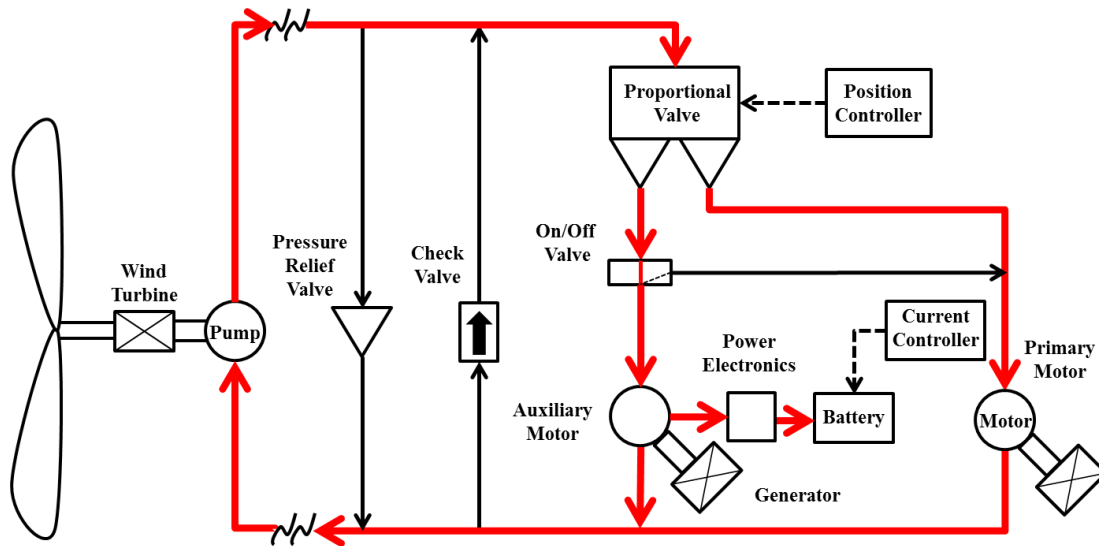 Proportional
Valve
Position
Controller
On/Off
Valve
Pressure
Relief
Valve
Check
Valve
Wind
Turbine
Pump
Current
Controller
Power
Electronics
Primary
Motor
Auxiliary
Motor
Battery
Motor
Generator